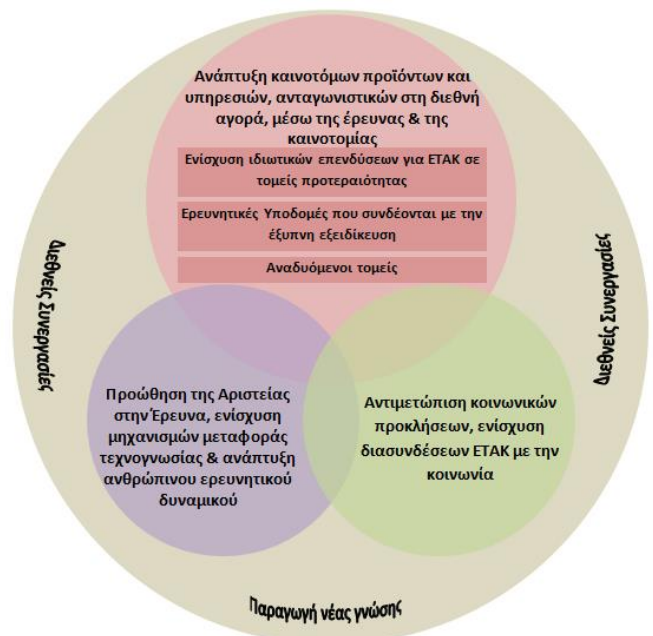 Ανάπτυξη καινοτόμων προϊόντων και
υπηρεσιών, ανταγωνιστικών στη διεθνή
αγορά, μέσω της έρευνας & της
καινοτομίας
Ενίσχυση ιδιωτικών επενδύσεων για ΕΤΑΚ σε
τομείς προτεραιότητας
Ερευνητικές Υποδομές που συνδέονται με την
έξυπνη εξειδίκευση
Αναδυόμενοι τομείς
Διεθνείς Συνεργασίες
Διεθνείς Συνεργασίες
Προώθηση της Αριστείας
στην Έρευνα, ενίσχυση
μηχανισμών μεταφοράς
τεχνογνωσίας & ανάπτυξη
ανθρώπινου ερευνητικού
δυναμικού
Αντιμετώπιση κοινωνικών
προκλήσεων, ενίσχυση
διασυνδέσεων ΕΤΑΚ με την
κοινωνία
Παραγωγή νέας γνώσης